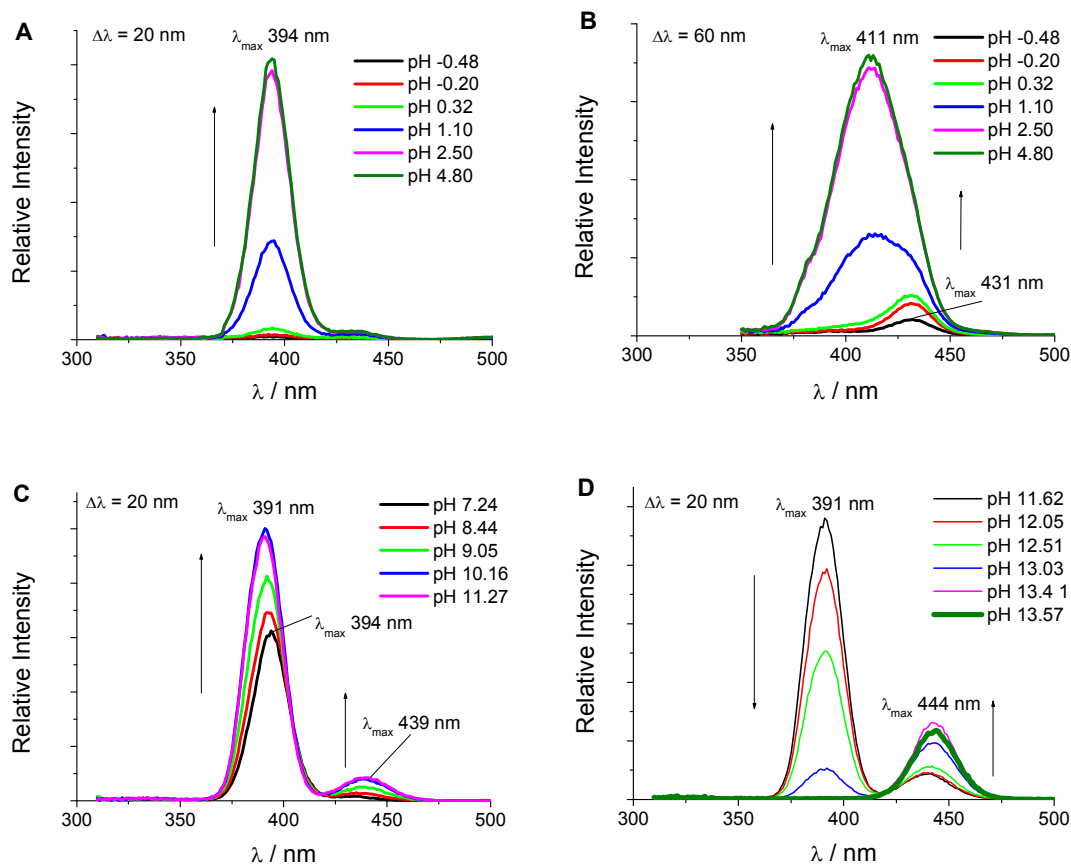 A
Δλ = 20 nm
λmax 394 nm
pH -0.48
pH -0.20
pH 0.32
pH 1.10
pH 2.50
pH 4.80
Relative Intensity
300 350 400 450 500
λ / nm
B
Δλ = 60 nm
λmax 411 nm
pH -0.48
pH -0.20
pH 0.32
pH 1.10
pH 2.50
pH 4.80
λmax 431 nm
Relative Intensity
300 350 400 450 500
λ / nm
C
Δλ = 20 nm
λmax 391 nm
pH 7.24
pH 8.44
pH 9.05
pH 10.16
pH 11.27
λmax 394 nm
λmax 439 nm
Relative Intensity
300 350 400 450 500
λ / nm
D
Δλ = 20 nm
λmax 391 nm
pH 11.62
pH 12.05
pH 12.51
pH 13.03
pH 13.4 1
pH 13.57
λmax 444 nm
Relative Intensity
300 350 400 450 500
λ / nm